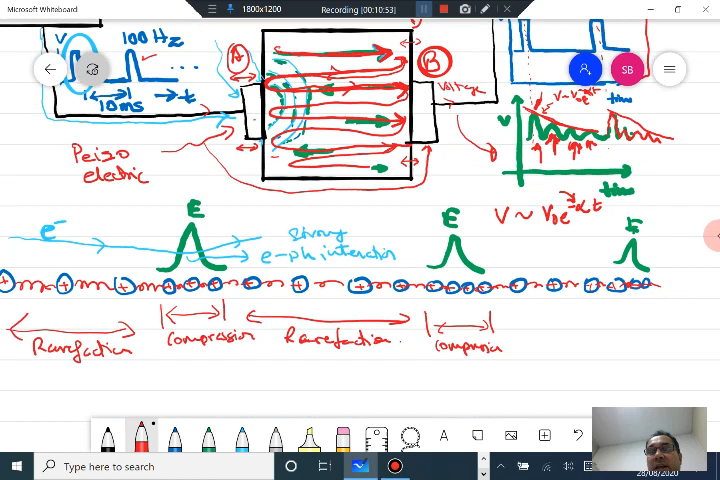 Microsoft Whiteboard
1800x1200
Recording [00:10:53]
V
100 Hz
...
10ms
t
A
B
Voltage
V
V~V₀e^-αt
time
SB
Peizo
electric
time
V ~ V₀e^-αt
e⁻
E
strong
e-ph interaction
E
E
+ + + + + + + + + + + + + + + + +
Rarefaction
Compression
Rarefaction.
Compression
A
Type here to search
28/08/2020